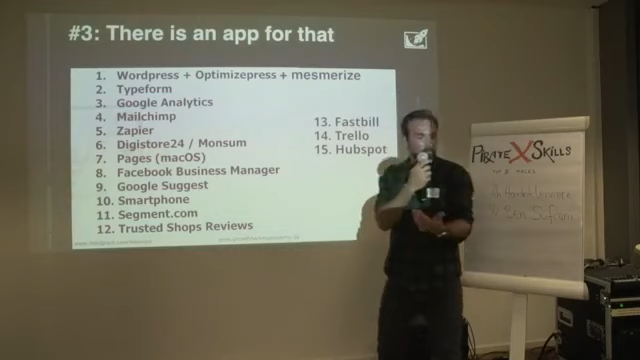 #3: There is an app for that
1. Wordpress + Optimizepress + mesmerize
2. Typeform
3. Google Analytics
4. Mailchimp
5. Zapier
6. Digistore24 / Monsum
7. Pages (macOS)
8. Facebook Business Manager
9. Google Suggest
10. Smartphone
11. Segment.com
12. Trusted Shops Reviews
13. Fastbill
14. Trello
15. Hubspot
PIRATE X SKILLS